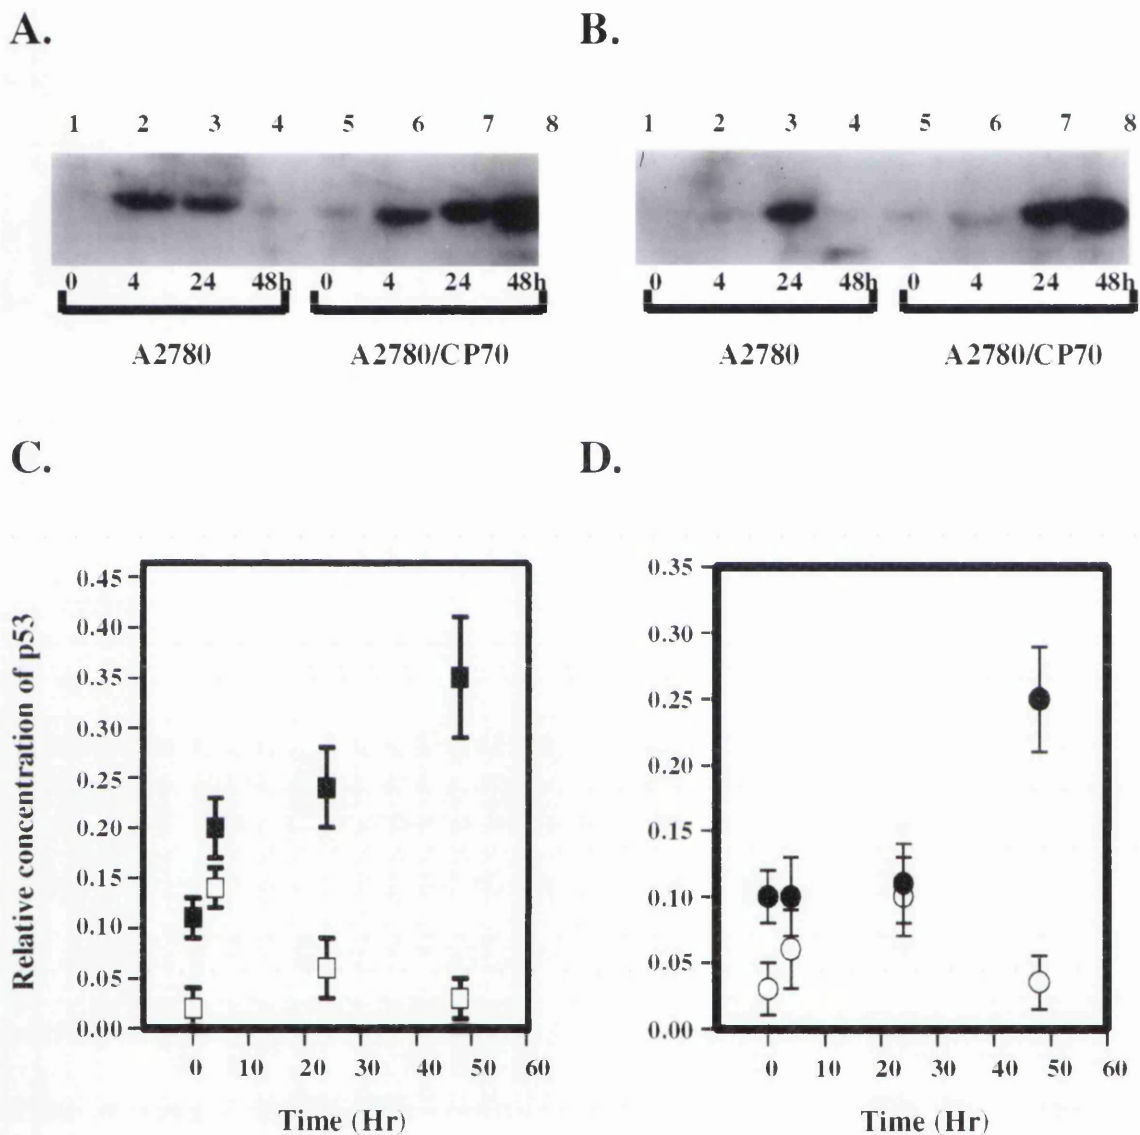 A.
B.
1 2 3 4 5 6 7 8
1 2 3 4 5 6 7 8
0 4 24 48h 0 4 24 48h
0 4 24 48h 0 4 24 48h
A2780 A2780/CP70
A2780 A2780/CP70
C.
D.
Relative concentration of p53
0.45
0.40
0.35
0.30
0.25
0.20
0.15
0.10
0.05
0.00
0 10 20 30 40 50 60
Time (Hr)
0.35
0.30
0.25
0.20
0.15
0.10
0.05
0.00
0 10 20 30 40 50 60
Time (Hr)